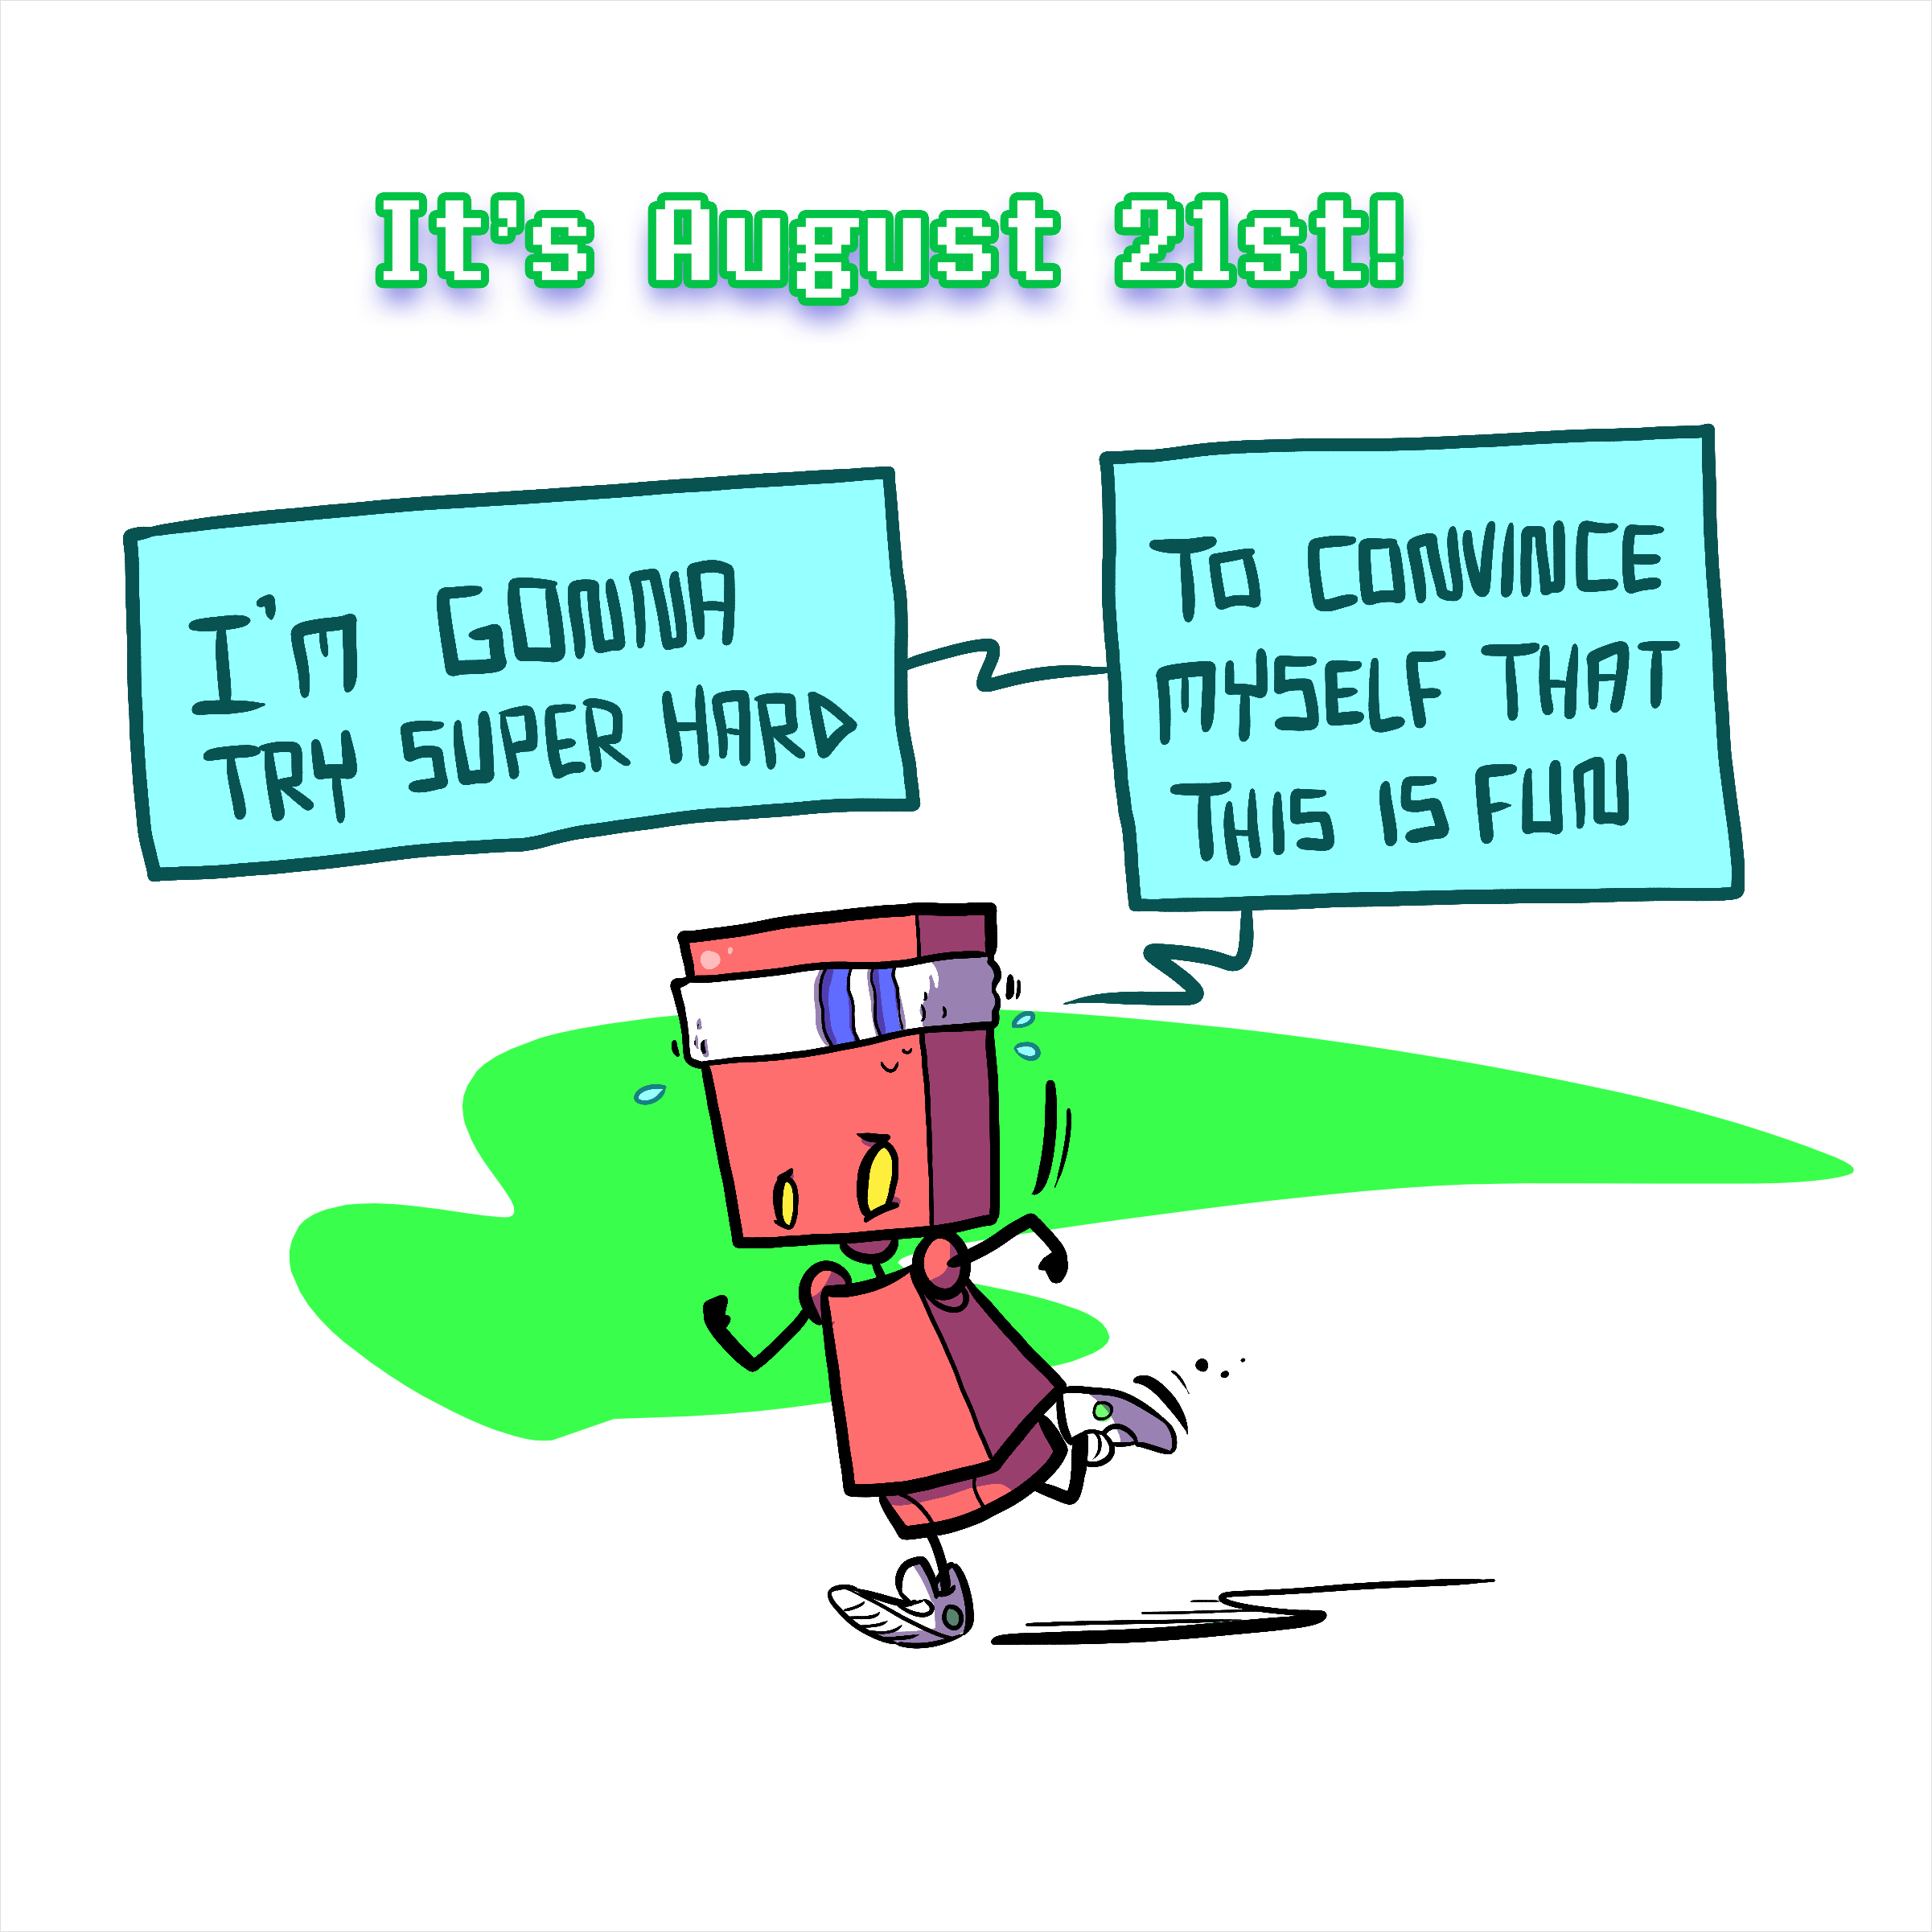 It's August 21st!
I'M GONNA
TRY SUPER HARD
TO CONVINCE
MYSELF THAT
THIS IS FUN